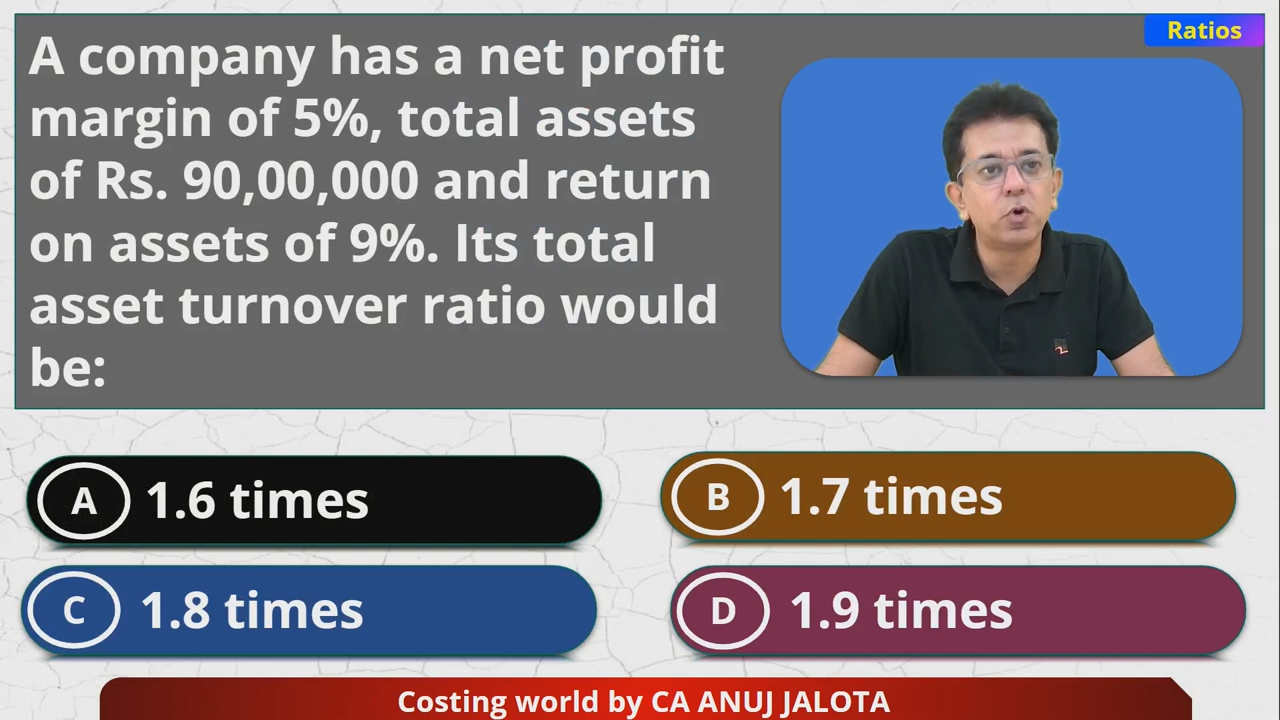 Ratios
A company has a net profit
margin of 5%, total assets
of Rs. 90,00,000 and return
on assets of 9%. Its total
asset turnover ratio would
be:
A 1.6 times
B 1.7 times
C 1.8 times
D 1.9 times
Costing world by CA ANUJ JALOTA